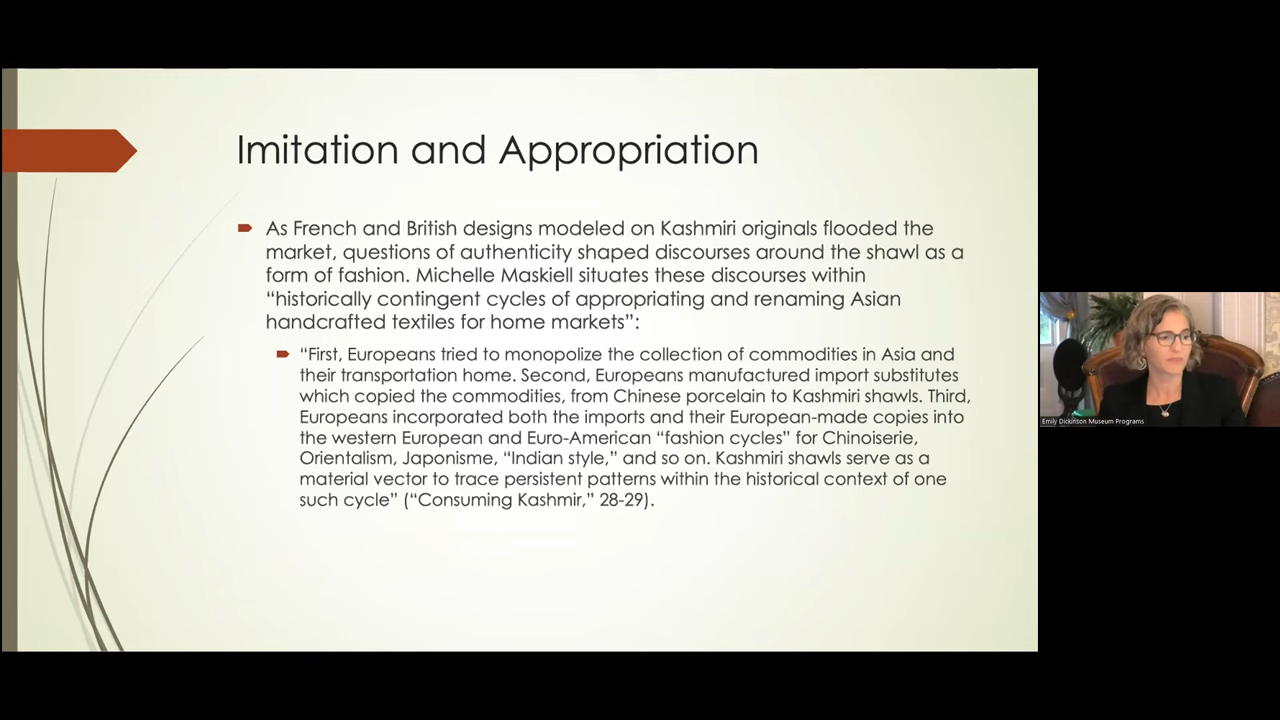 Imitation and Appropriation
As French and British designs modeled on Kashmiri originals flooded the
market, questions of authenticity shaped discourses around the shawl as a
form of fashion. Michelle Maskiell situates these discourses within
“historically contingent cycles of appropriating and renaming Asian
handcrafted textiles for home markets”:
“First, Europeans tried to monopolize the collection of commodities in Asia and
their transportation home. Second, Europeans manufactured import substitutes
which copied the commodities, from Chinese porcelain to Kashmiri shawls. Third,
Europeans incorporated both the imports and their European-made copies into
the western European and Euro-American “fashion cycles” for Chinoiserie,
Orientalism, Japonisme, “Indian style,” and so on. Kashmiri shawls serve as a
material vector to trace persistent patterns within the historical context of one
such cycle” (“Consuming Kashmir,” 28-29).
Emily Dickinson Museum Programs